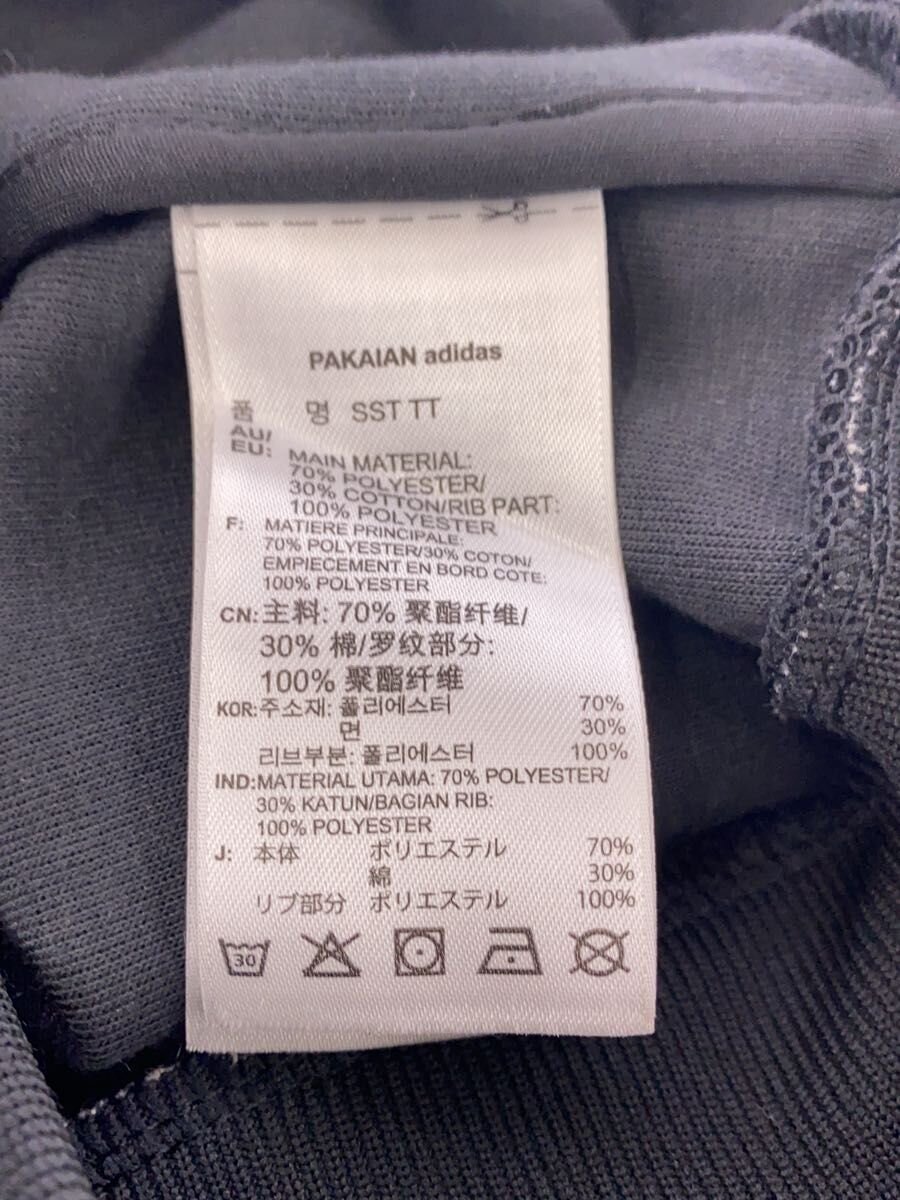 PAKAIAN adidas
품 명 SST TT
AU/
EU: MAIN MATERIAL:
70% POLYESTER/
30% COTTON/RIB PART:
100% POLYESTER
F: MATIERE PRINCIPALE:
70% POLYESTER/30% COTON/
EMPIECEMENT EN BORD COTE:
100% POLYESTER
CN: 主料: 70% 聚酯纤维/
30% 棉/罗纹部分:
100% 聚酯纤维
KOR: 주소재: 폴리에스터 70%
면 30%
리브부분: 폴리에스터 100%
IND: MATERIAL UTAMA: 70% POLYESTER/
30% KATUN/BAGIAN RIB:
100% POLYESTER
J: 本体 ポリエステル 70%
綿 30%
リブ部分 ポリエステル 100%
30